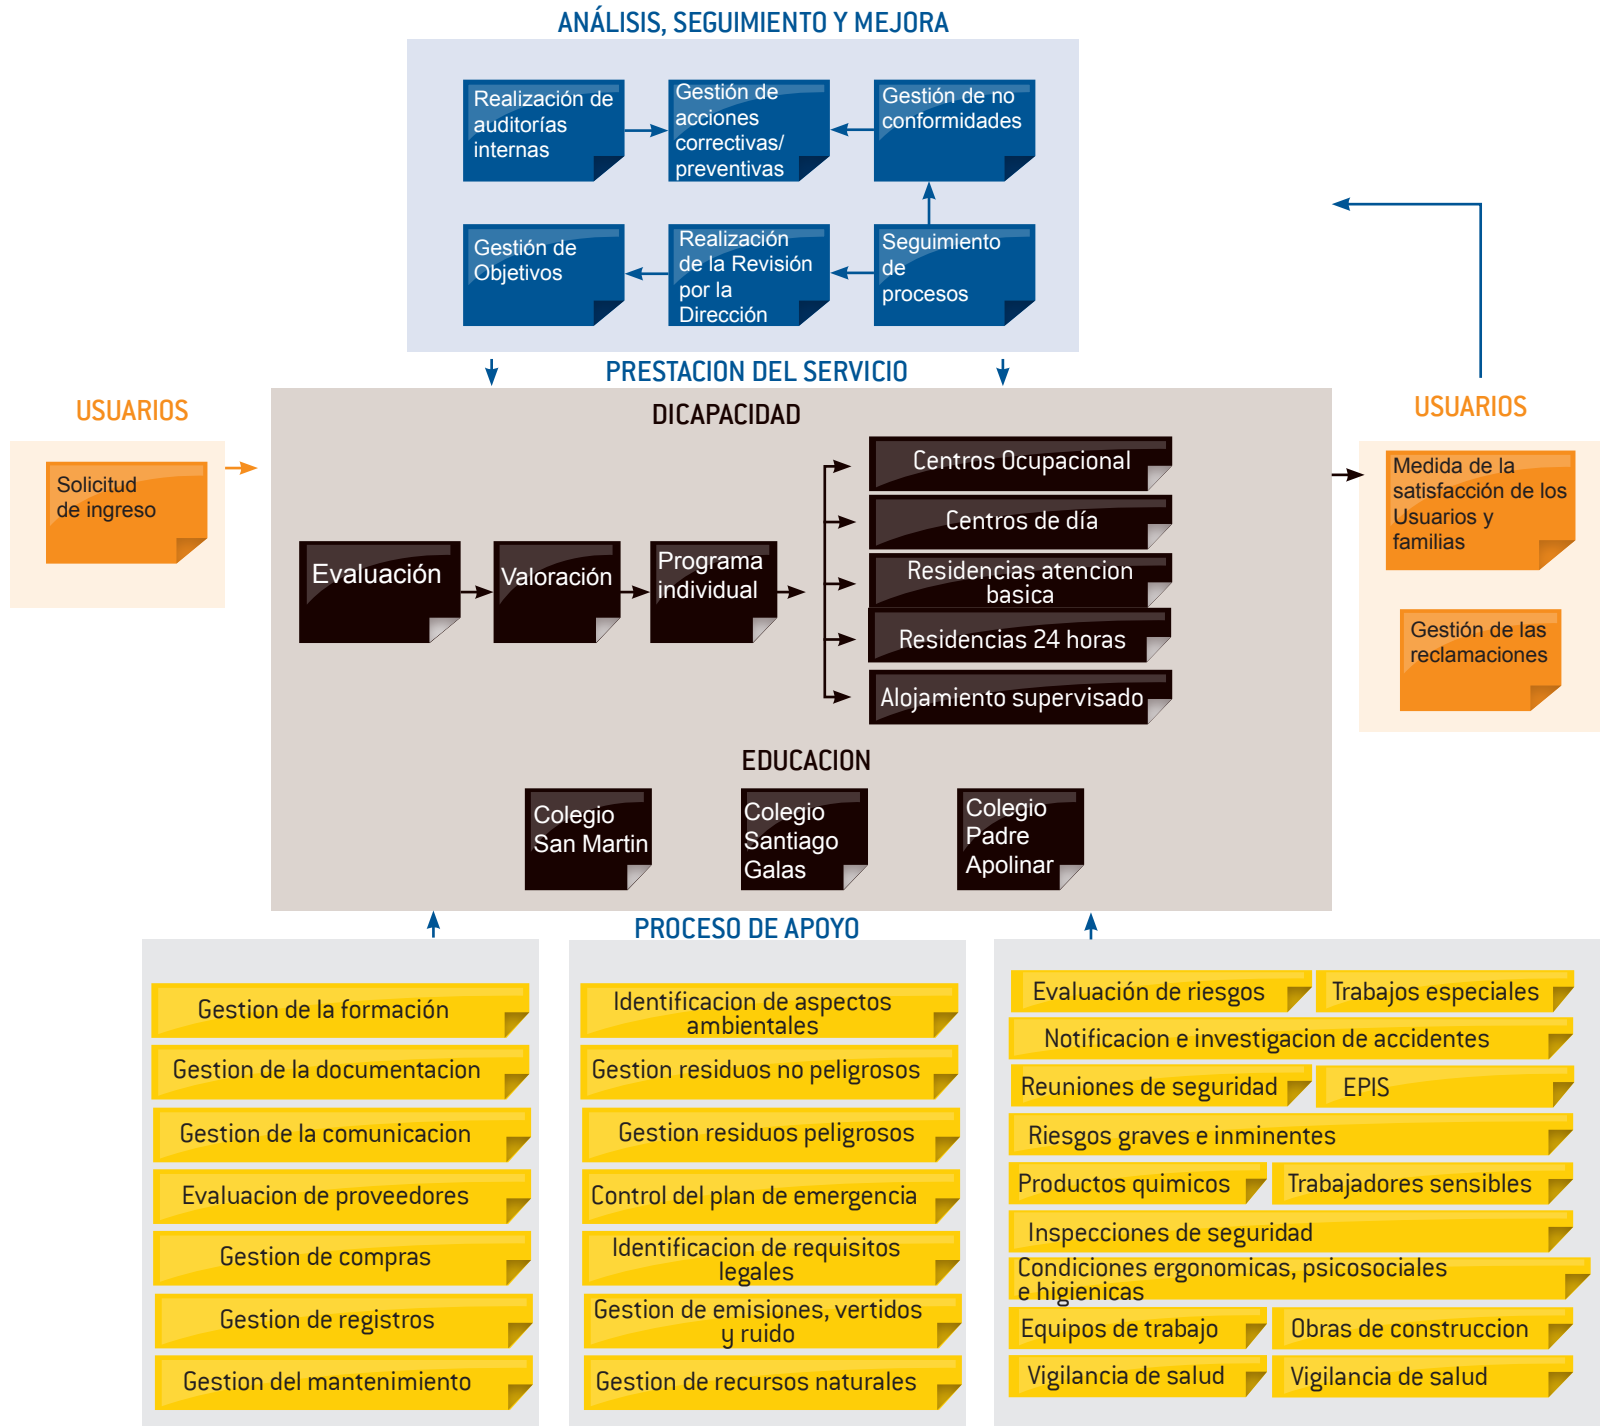 ANÁLISIS, SEGUIMIENTO Y MEJORA
Realización de
auditorías
internas
Gestión de
acciones
correctivas/
preventivas
Gestión de no
conformidades
Gestión de
Objetivos
Realización
de la Revisión
por la
Dirección
Seguimiento
de
procesos
PRESTACION DEL SERVICIO
USUARIOS
Solicitud
de ingreso
DICAPACIDAD
Evaluación
Valoración
Programa
individual
Centros Ocupacional
Centros de día
Residencias atencion
basica
Residencias 24 horas
Alojamiento supervisado
USUARIOS
Medida de la
satisfacción de los
Usuarios y
familias
Gestión de las
reclamaciones
EDUCACION
Colegio
San Martin
Colegio
Santiago
Galas
Colegio
Padre
Apolinar
PROCESO DE APOYO
Gestion de la formación
Gestion de la documentacion
Gestion de la comunicacion
Evaluacion de proveedores
Gestion de compras
Gestion de registros
Gestion del mantenimiento
Identificacion de aspectos
ambientales
Gestion residuos no peligrosos
Gestion residuos peligrosos
Control del plan de emergencia
Identificacion de requisitos
legales
Gestion de emisiones, vertidos
y ruido
Gestion de recursos naturales
Evaluación de riesgos
Trabajos especiales
Notificacion e investigacion de accidentes
Reuniones de seguridad
EPIS
Riesgos graves e inminentes
Productos quimicos
Trabajadores sensibles
Inspecciones de seguridad
Condiciones ergonomicas, psicosociales
e higienicas
Equipos de trabajo
Obras de construccion
Vigilancia de salud
Vigilancia de salud